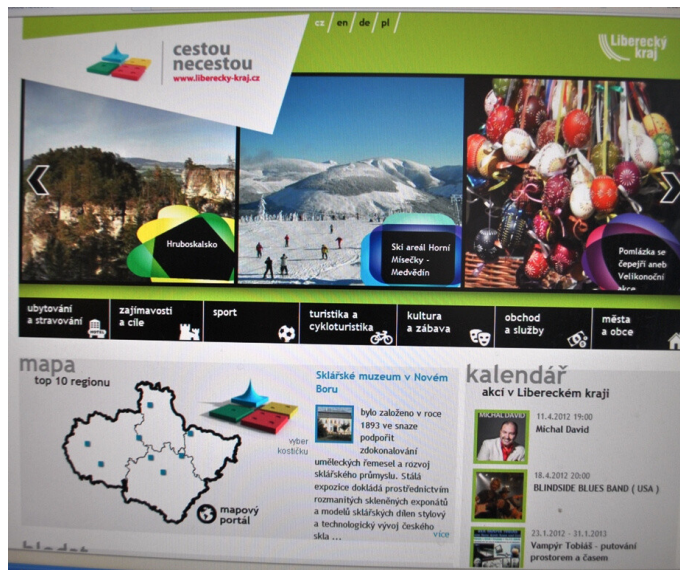 cz / en / de / pl /
cestou
necestou
www.liberecky-kraj.cz
Liberecký
kraj
Hruboskalsko
Ski areál Horní
Mísečky -
Medvědín
Pomlázka se
čepejří aneb
Velikonoční
akce
ubytování
a stravování
HOTEL
zajímavosti
a cíle
sport
turistika a
cykloturistika
kultura
a zábava
obchod
a služby
města
a obce
mapa
top 10 regionu
vyber
kostičku
mapový
portál
Sklářské muzeum v Novém
Boru
bylo založeno v roce
1893 ve snaze
podpořit
zdokonalování
uměleckých řemesel a rozvoj
sklářského průmyslu. Stálá
expozice dokládá prostřednictvím
rozmanitých skleněných exponátů
a modelů sklářských dílen stylový
a technologický vývoj českého
skla ...
více
kalendář
akcí v Libereckém kraji
MICHAL DAVID
11.4.2012 19:00
Michal David
18.4.2012 20:00
BLINDSIDE BLUES BAND ( USA )
23.1.2012 - 31.1.2013
Vampýr Tobiáš - putování
prostorem a časem